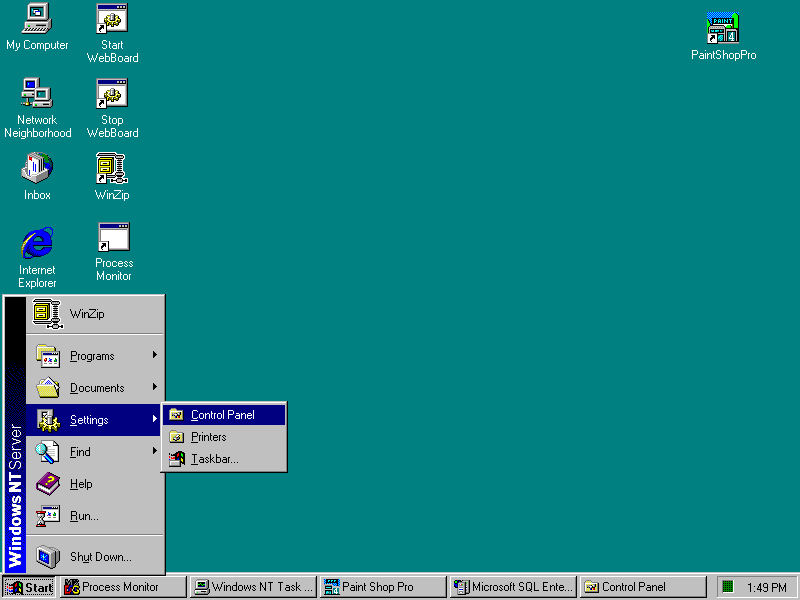 My Computer
Start
WebBoard
PAINT
4
PaintShopPro
Network
Neighborhood
Stop
WebBoard
Inbox
WinZip
Internet
Explorer
Process
Monitor
WinZip
Programs
Documents
Settings
Find
Help
Run...
Shut Down...
Windows NT Server
Control Panel
Printers
Taskbar...
Start
Process Monitor
Windows NT Task ...
Paint Shop Pro
Microsoft SQL Ente...
Control Panel
1:49 PM